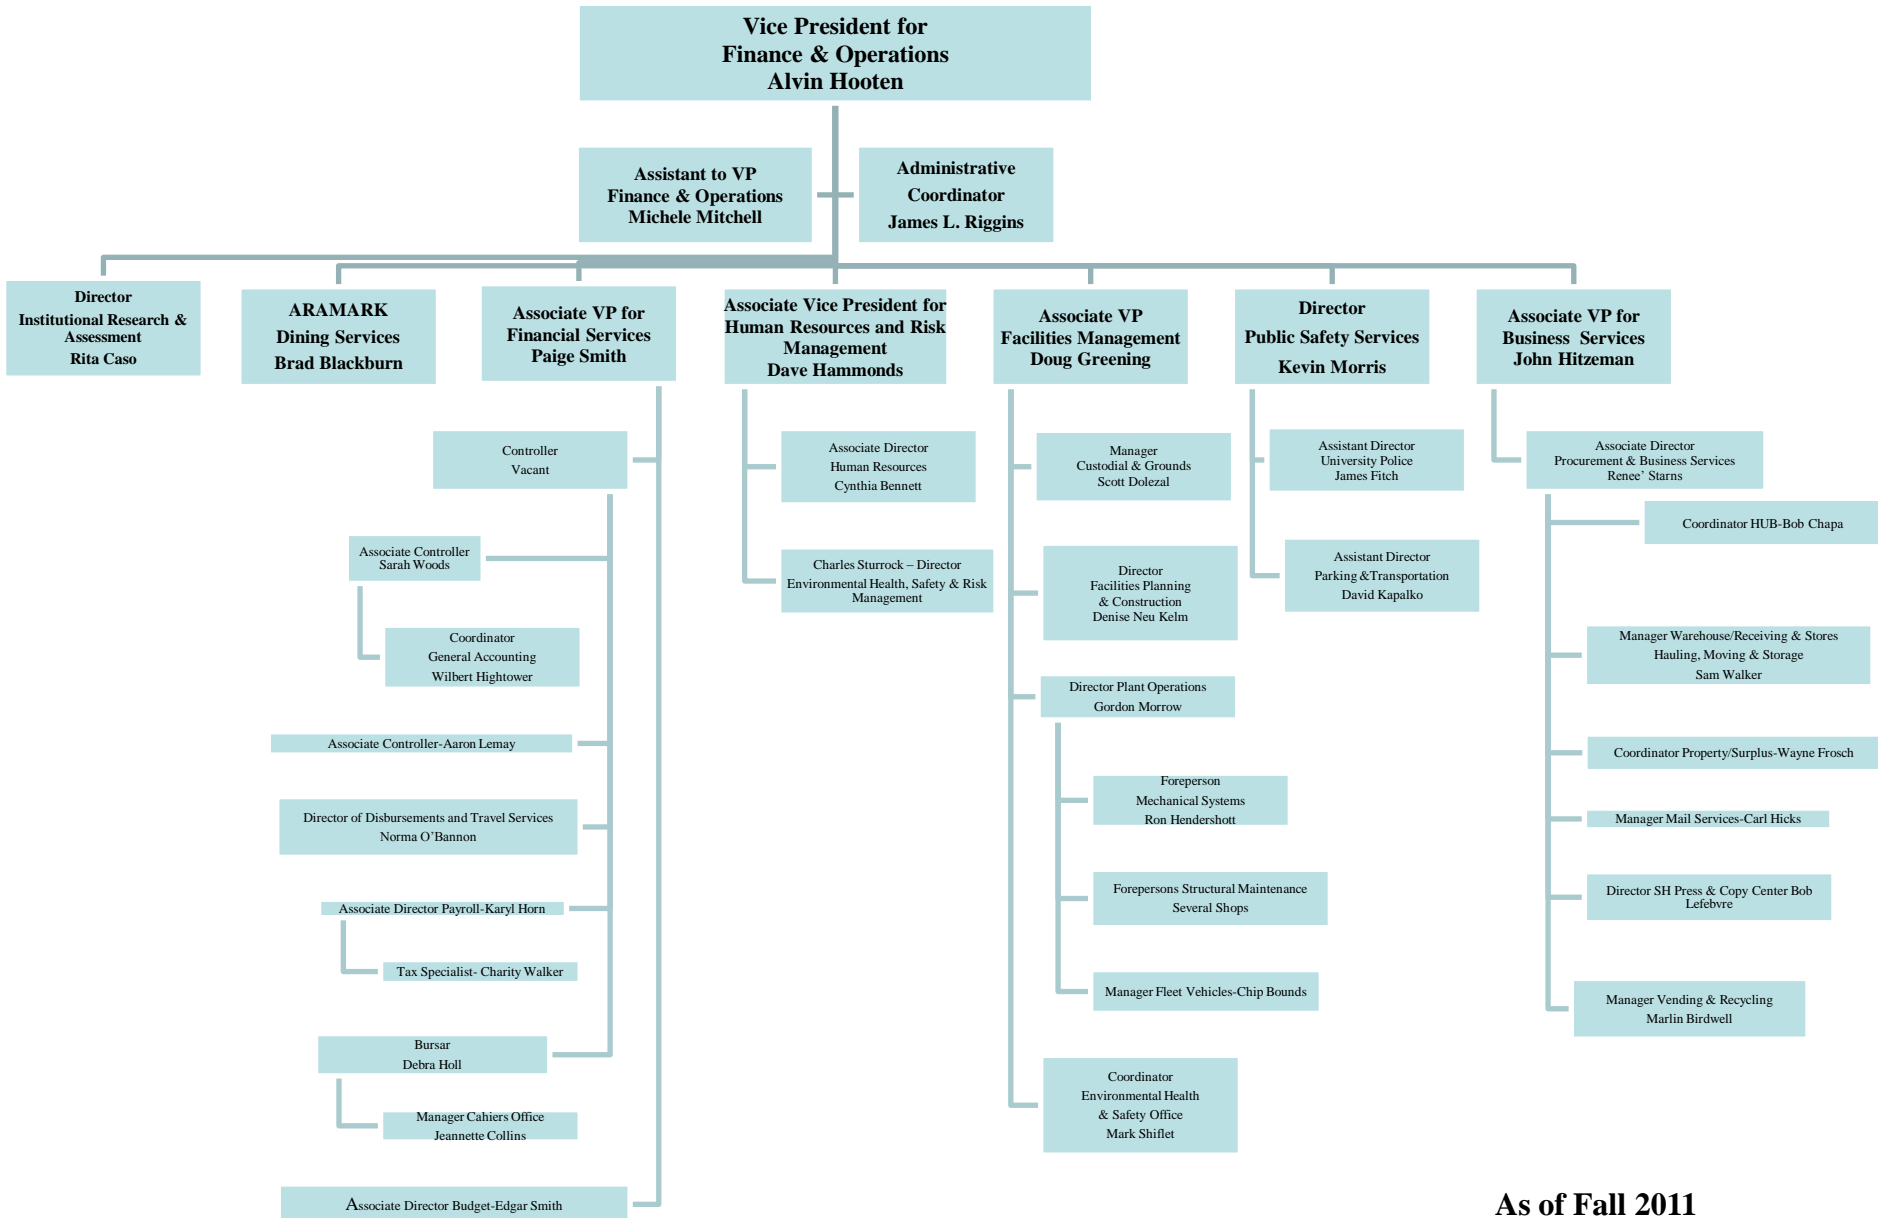 Vice President for
Finance & Operations
Alvin Hooten
Assistant to VP
Finance & Operations
Michele Mitchell
Administrative
Coordinator
James L. Riggins
Director
Institutional Research &
Assessment
Rita Caso
ARAMARK
Dining Services
Brad Blackburn
Associate VP for
Financial Services
Paige Smith
Associate Vice President for
Human Resources and Risk
Management
Dave Hammonds
Associate VP
Facilities Management
Doug Greening
Director
Public Safety Services
Kevin Morris
Associate VP for
Business Services
John Hitzeman
Controller
Vacant
Associate Controller
Sarah Woods
Coordinator
General Accounting
Wilbert Hightower
Associate Controller-Aaron Lemay
Director of Disbursements and Travel Services
Norma O’Bannon
Associate Director Payroll-Karyl Horn
Tax Specialist- Charity Walker
Bursar
Debra Holl
Manager Cahiers Office
Jeannette Collins
Associate Director Budget-Edgar Smith
Associate Director
Human Resources
Cynthia Bennett
Charles Sturrock – Director
Environmental Health, Safety & Risk
Management
Manager
Custodial & Grounds
Scott Dolezal
Director
Facilities Planning
& Construction
Denise Neu Kelm
Director Plant Operations
Gordon Morrow
Foreperson
Mechanical Systems
Ron Hendershott
Forepersons Structural Maintenance
Several Shops
Manager Fleet Vehicles-Chip Bounds
Coordinator
Environmental Health
& Safety Office
Mark Shiflet
Assistant Director
University Police
James Fitch
Assistant Director
Parking &Transportation
David Kapalko
Associate Director
Procurement & Business Services
Renee’ Starns
Coordinator HUB-Bob Chapa
Manager Warehouse/Receiving & Stores
Hauling, Moving & Storage
Sam Walker
Coordinator Property/Surplus-Wayne Frosch
Manager Mail Services-Carl Hicks
Director SH Press & Copy Center Bob
Lefebvre
Manager Vending & Recycling
Marlin Birdwell
As of Fall 2011